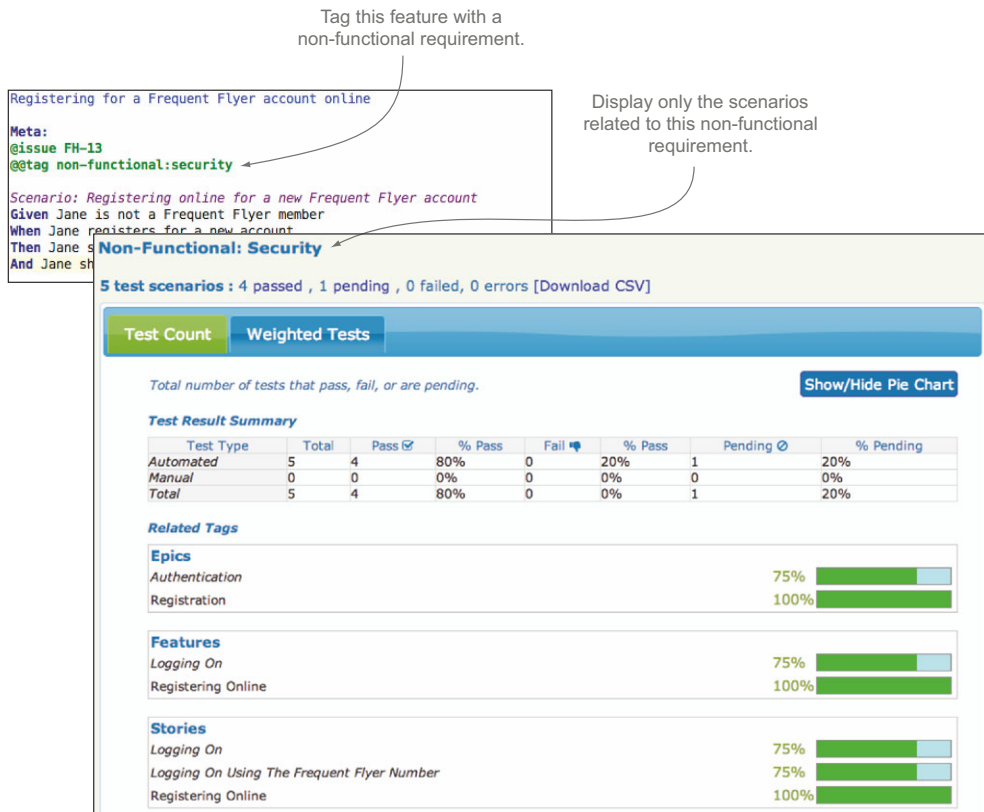 Tag this feature with a
non-functional requirement.
Registering for a Frequent Flyer account online
Meta:
@issue FH-13
@@tag non-functional:security
Scenario: Registering online for a new Frequent Flyer account
Given Jane is not a Frequent Flyer member
When Jane registers for a new account
Then Jane s
And Jane sh
Display only the scenarios
related to this non-functional
requirement.
Non-Functional: Security
5 test scenarios : 4 passed , 1 pending , 0 failed, 0 errors [Download CSV]
Test Count Weighted Tests
Total number of tests that pass, fail, or are pending.
Show/Hide Pie Chart
Test Result Summary
Test Type Total Pass % Pass Fail % Pass Pending % Pending
Automated 5 4 80% 0 20% 1 20%
Manual 0 0 0% 0 0% 0 0%
Total 5 4 80% 0 0% 1 20%
Related Tags
Epics
Authentication 75%
Registration 100%
Features
Logging On 75%
Registering Online 100%
Stories
Logging On 75%
Logging On Using The Frequent Flyer Number 75%
Registering Online 100%